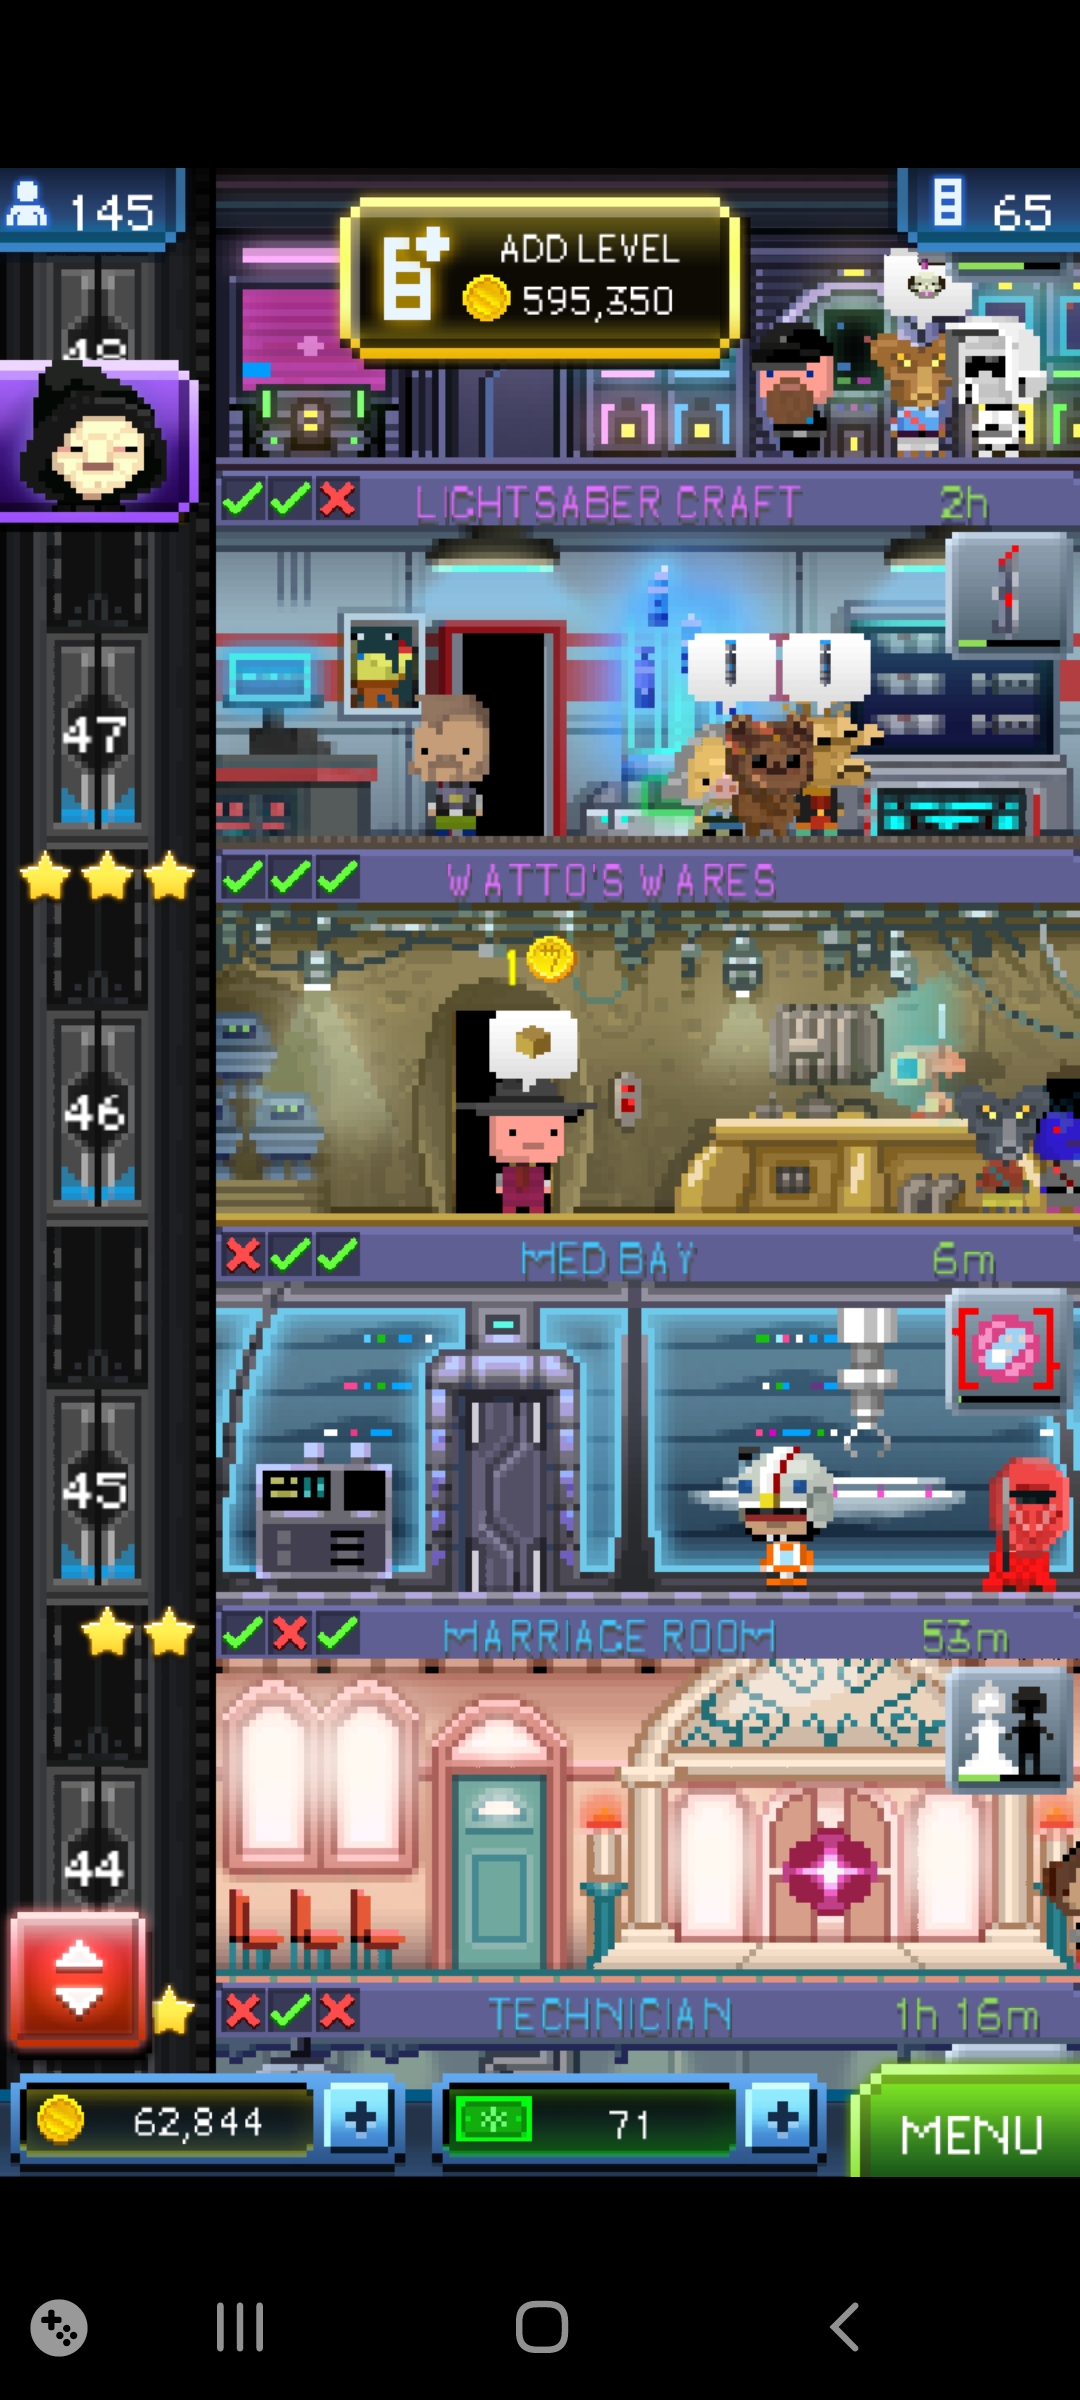 145
ADD LEVEL
595,350
65
48
LIGHTSABER CRAFT 2h
47
WATTO'S WARES
1
46
MED BAY 6m
45
MARRIAGE ROOM 53m
44
TECHNICIAN 1h 16m
62,844
71
MENU